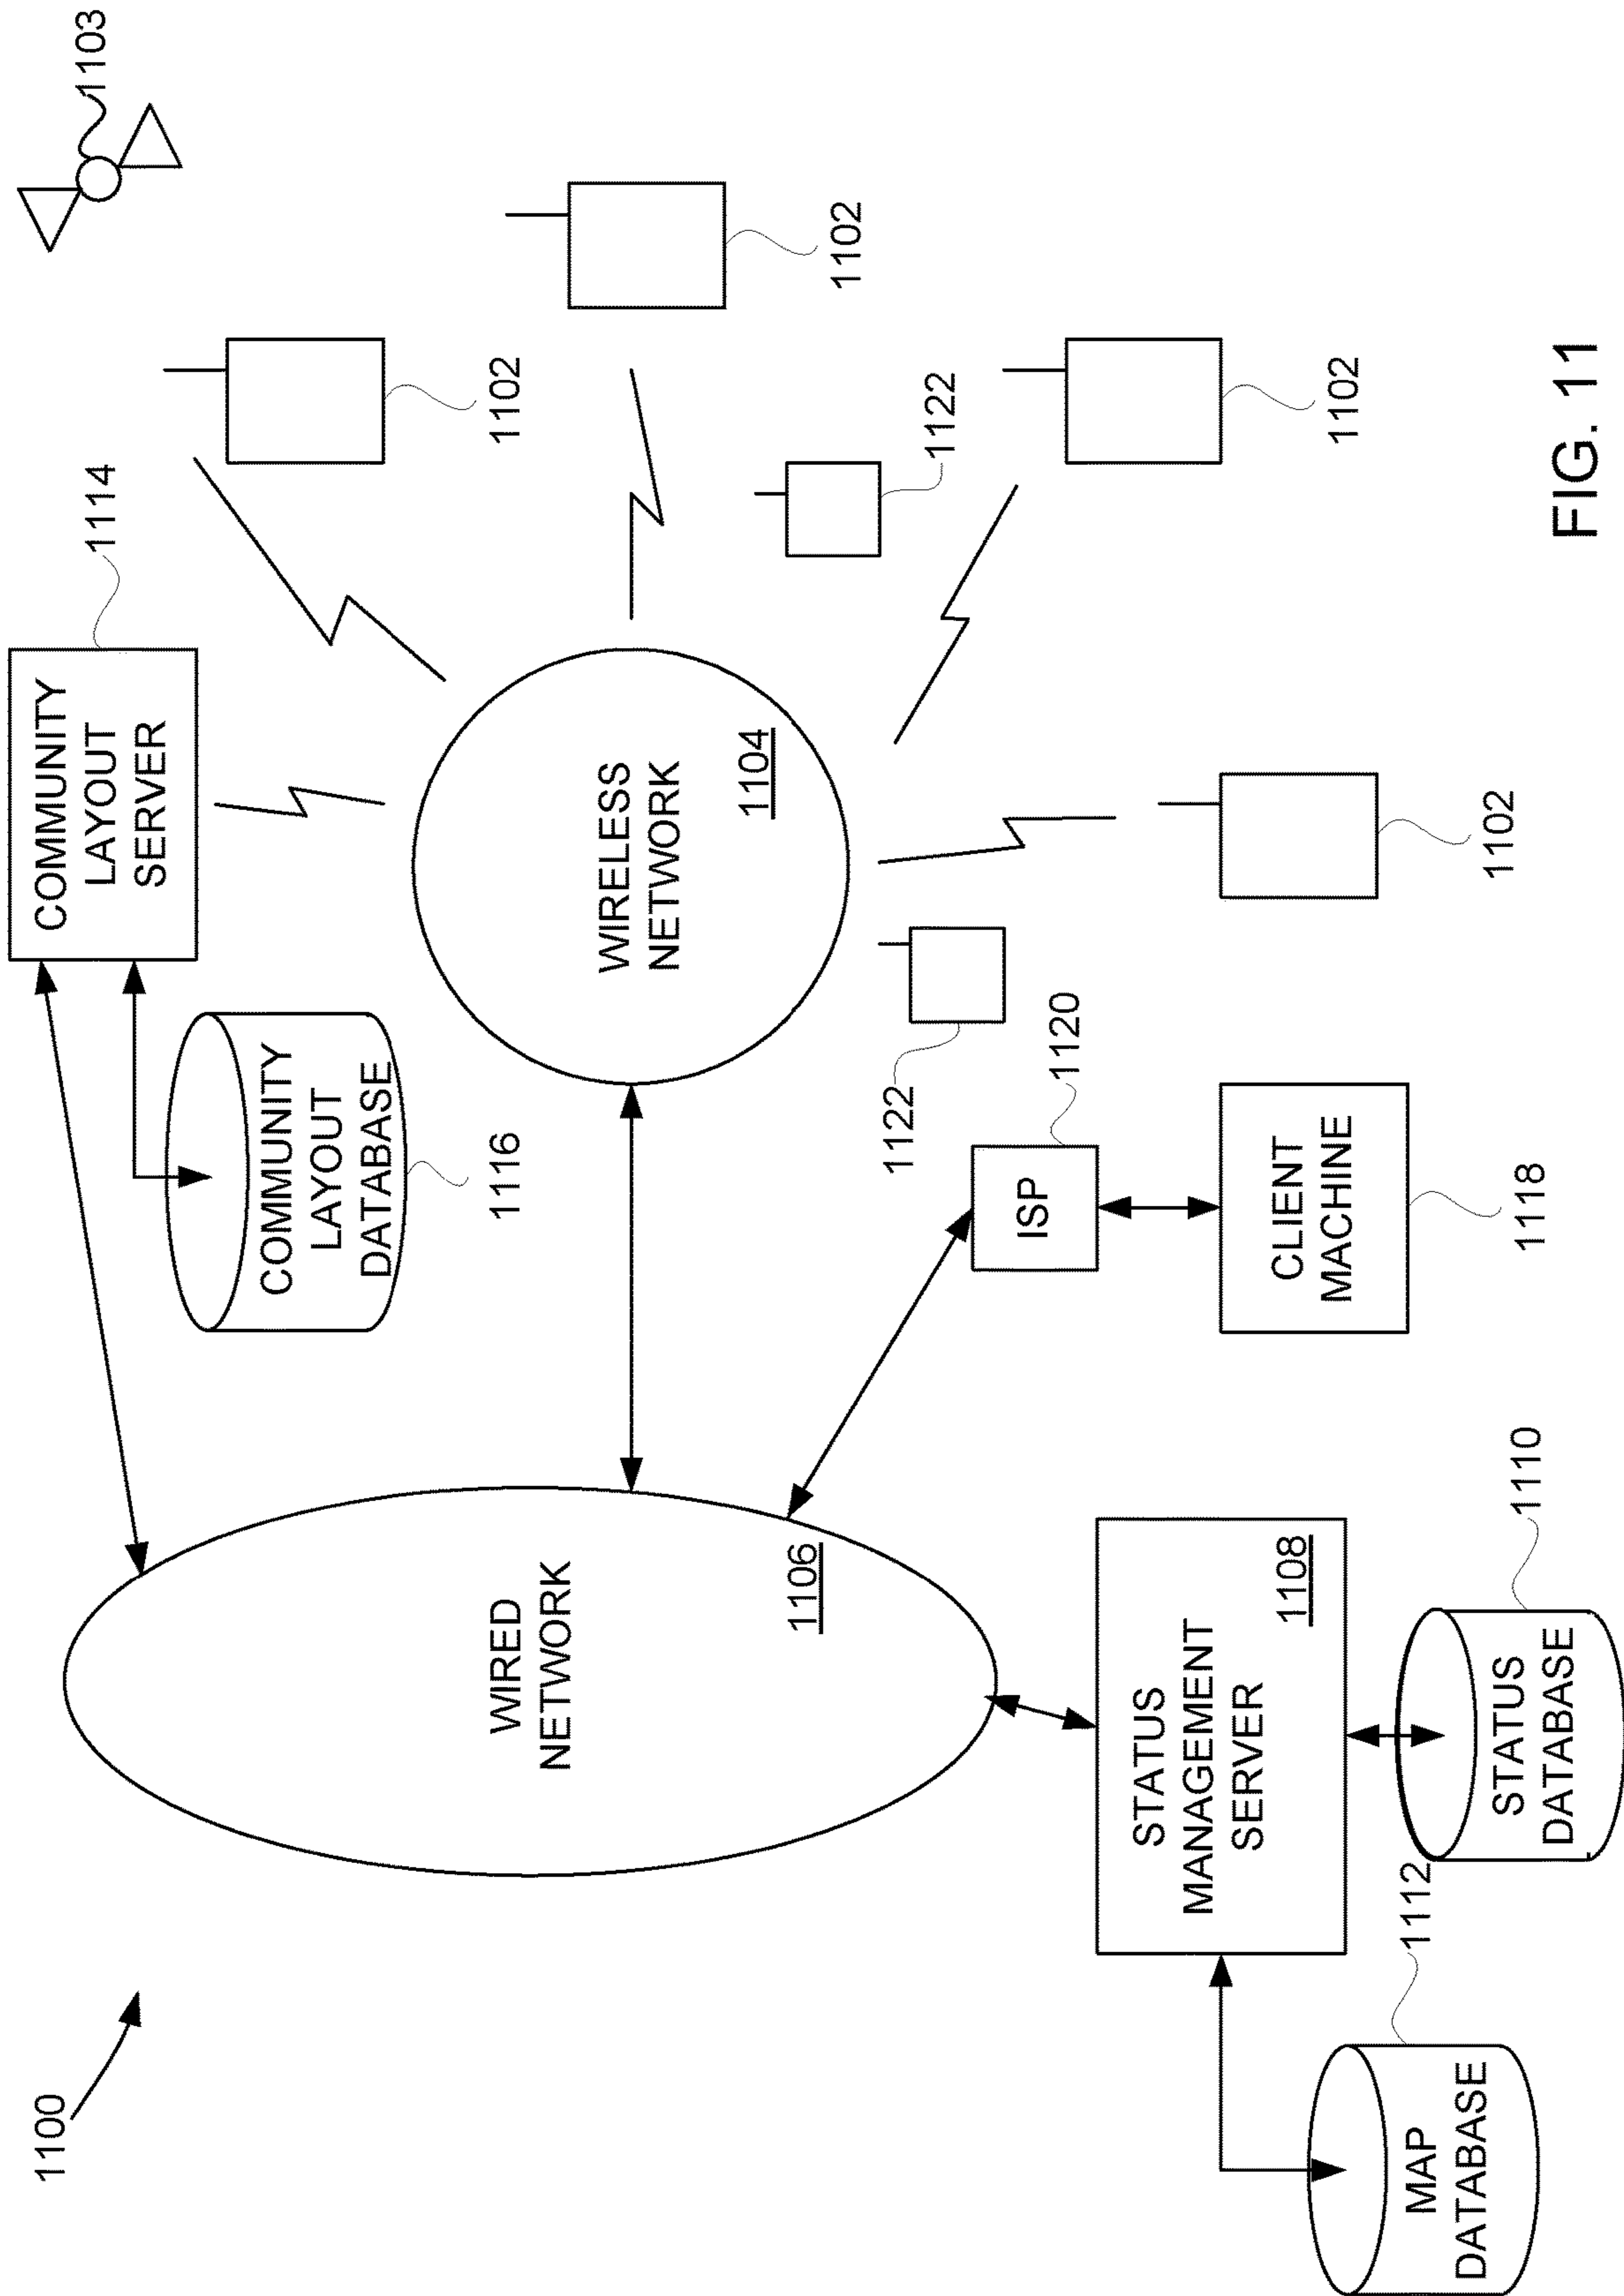 1100
1103
COMMUNITY
LAYOUT
SERVER
1114
COMMUNITY
LAYOUT
DATABASE
1116
1102
1102
WIRED
NETWORK
1106
WIRELESS
NETWORK
1104
1122
1102
1122
1120
ISP
1102
STATUS
MANAGEMENT
SERVER
1108
CLIENT
MACHINE
1118
1112
1110
MAP
DATABASE
STATUS
DATABASE
FIG. 11